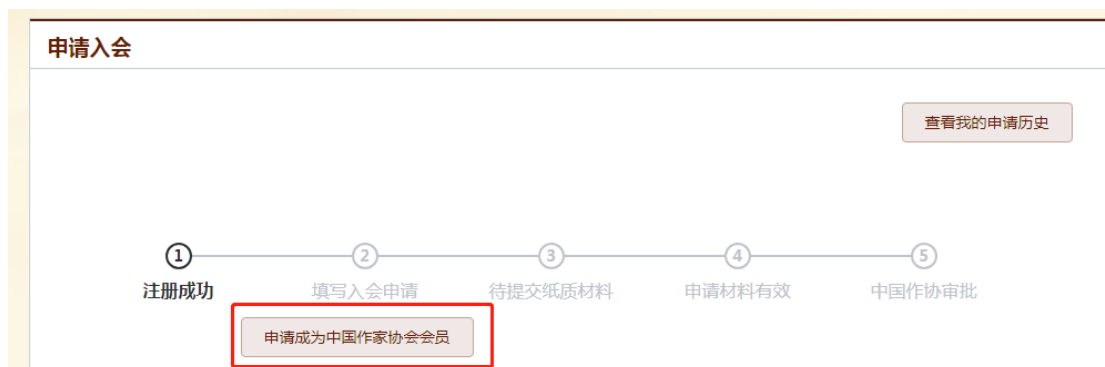 申请入会
查看我的申请历史
1 2 3 4 5
注册成功 填写入会申请 待提交纸质材料 申请材料有效 中国作协审批
申请成为中国作家协会会员